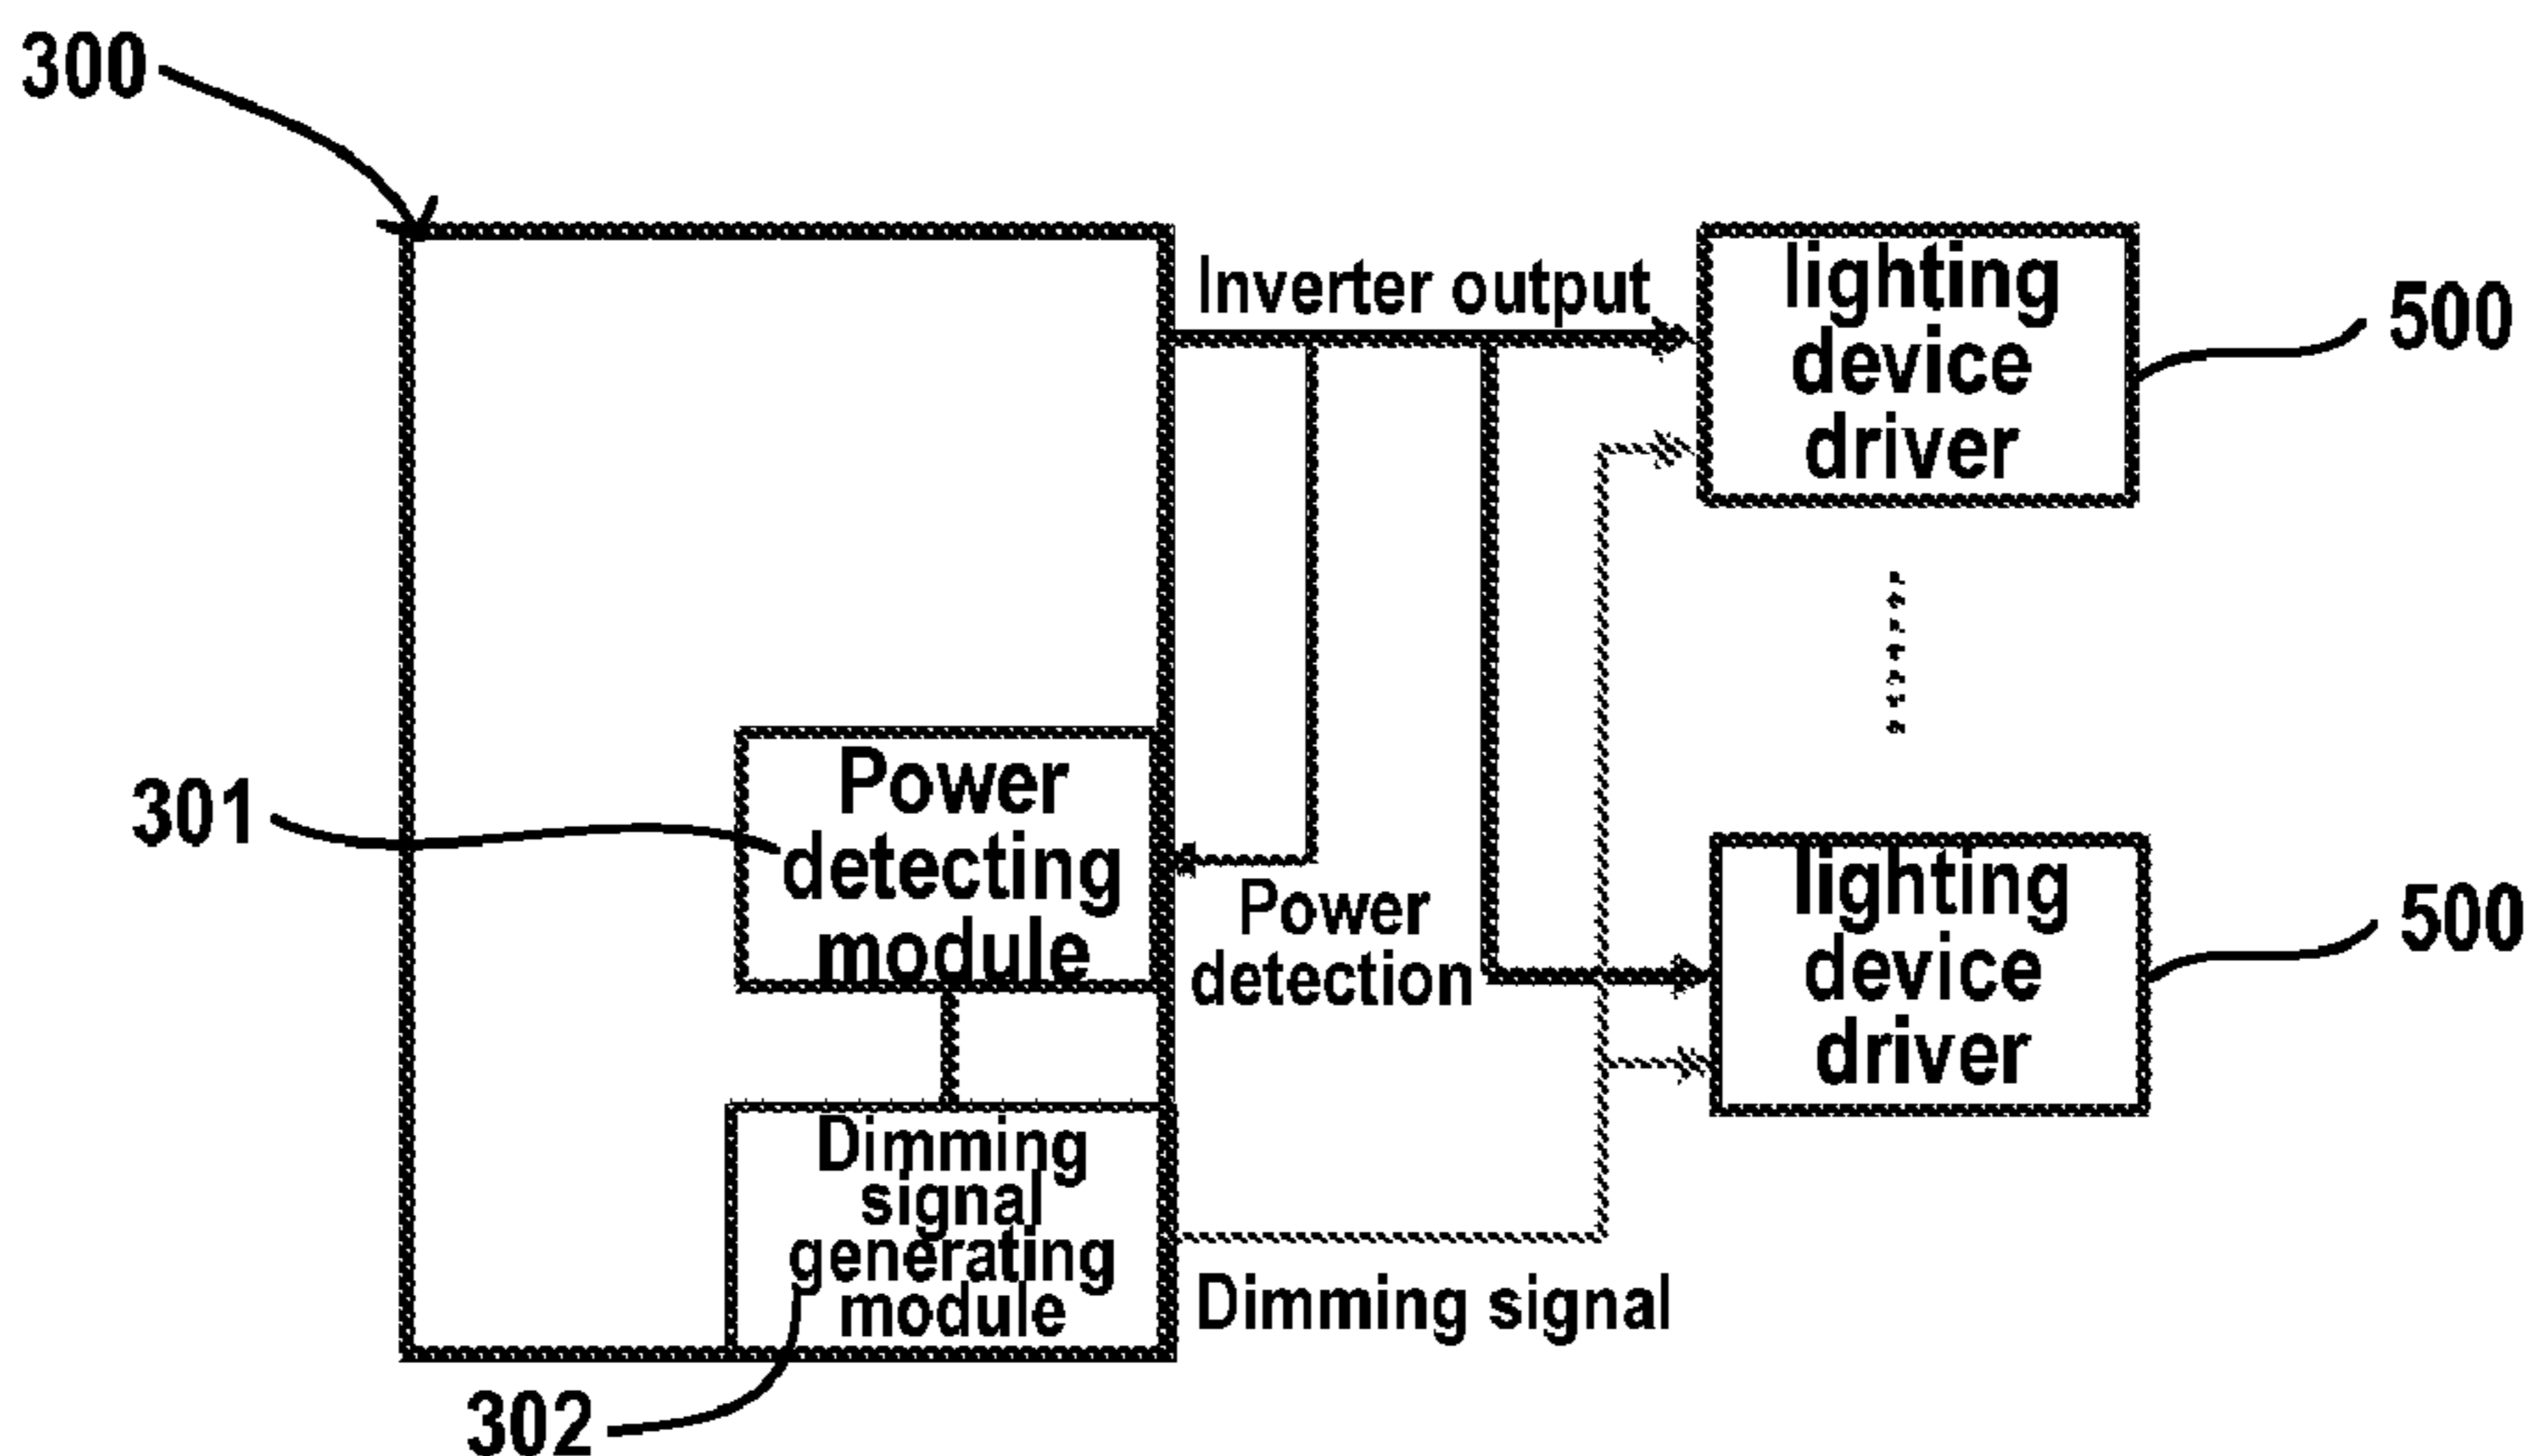 300
Inverter output
lighting
device
driver
500
301
Power
detecting
module
Power
detection
lighting
device
driver
500
Dimming
signal
generating
module
Dimming signal
302